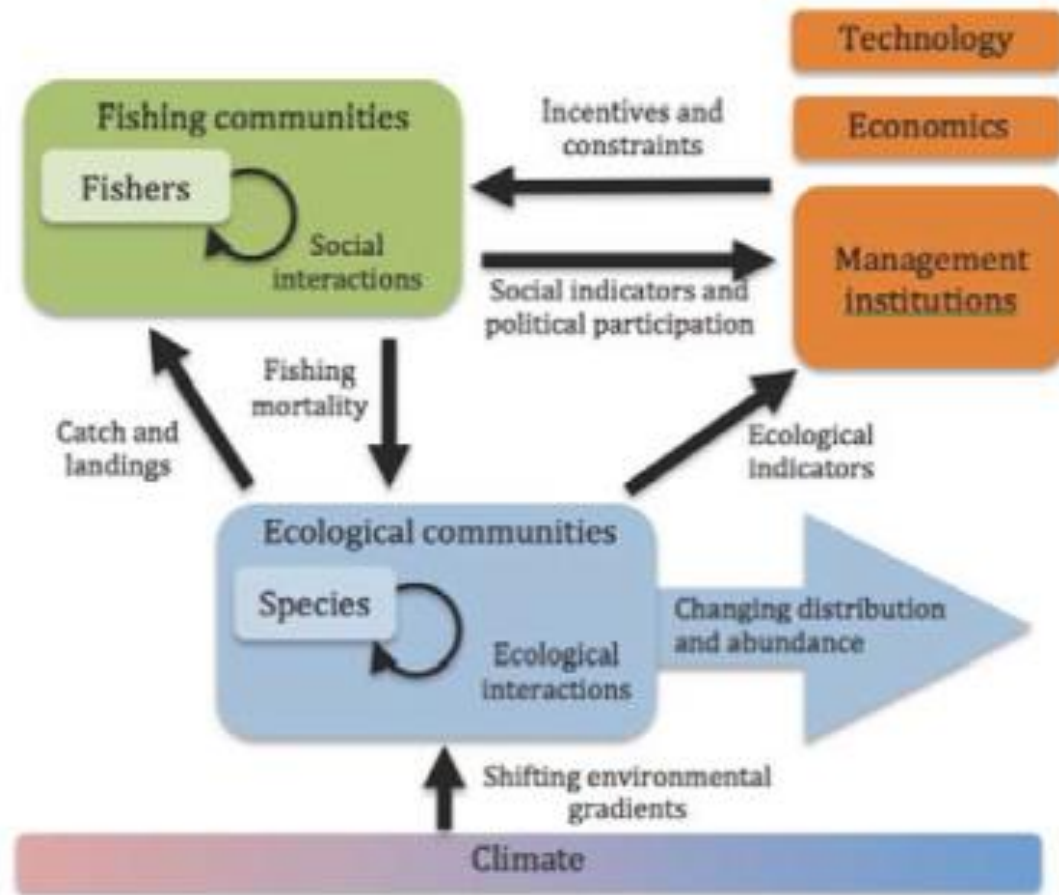 Technology
Economics
Management
institutions
Incentives and
constraints
Fishing communities
Fishers
Social
interactions
Social indicators and
political participation
Fishing
mortality
Catch and
landings
Ecological
indicators
Ecological communities
Species
Ecological
interactions
Changing distribution
and abundance
Shifting environmental
gradients
Climate